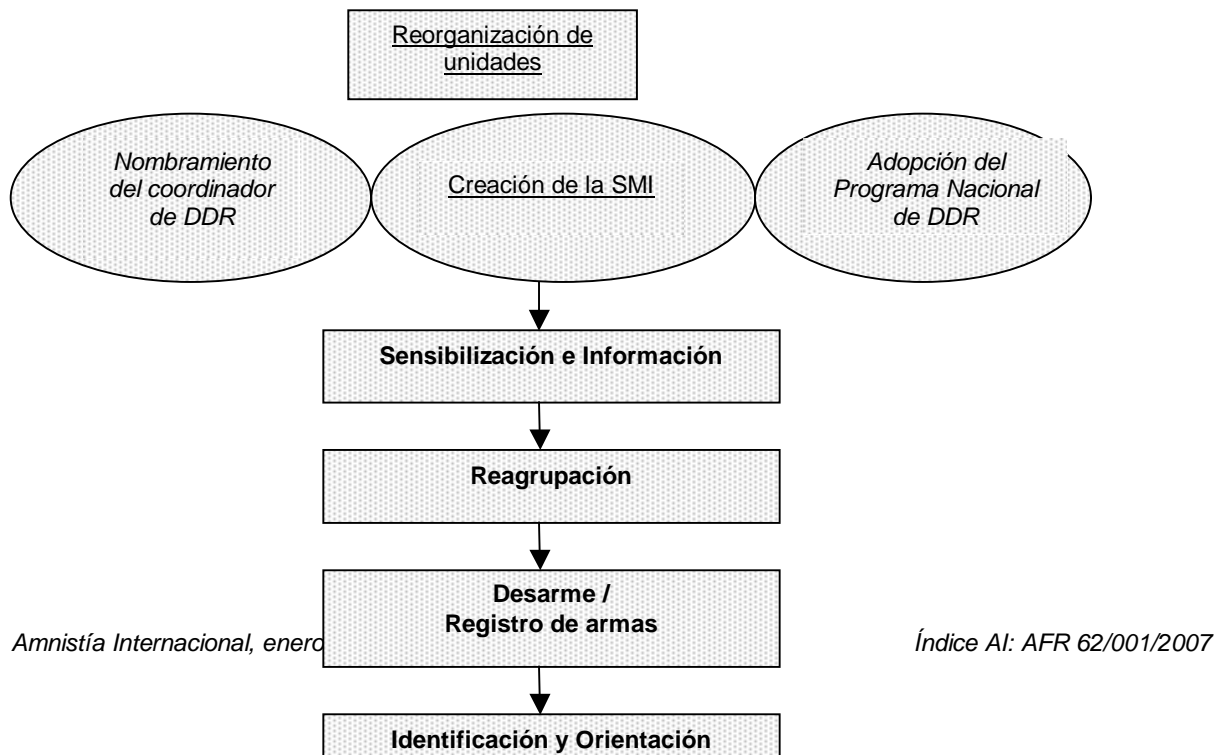 Reorganización de
unidades
Nombramiento
del coordinador
de DDR
Creación de la SMI
Adopción del
Programa Nacional
de DDR
Sensibilización e Información
Reagrupación
Desarme /
Registro de armas
Amnistía Internacional, enero
Índice AI: AFR 62/001/2007
Identificación y Orientación